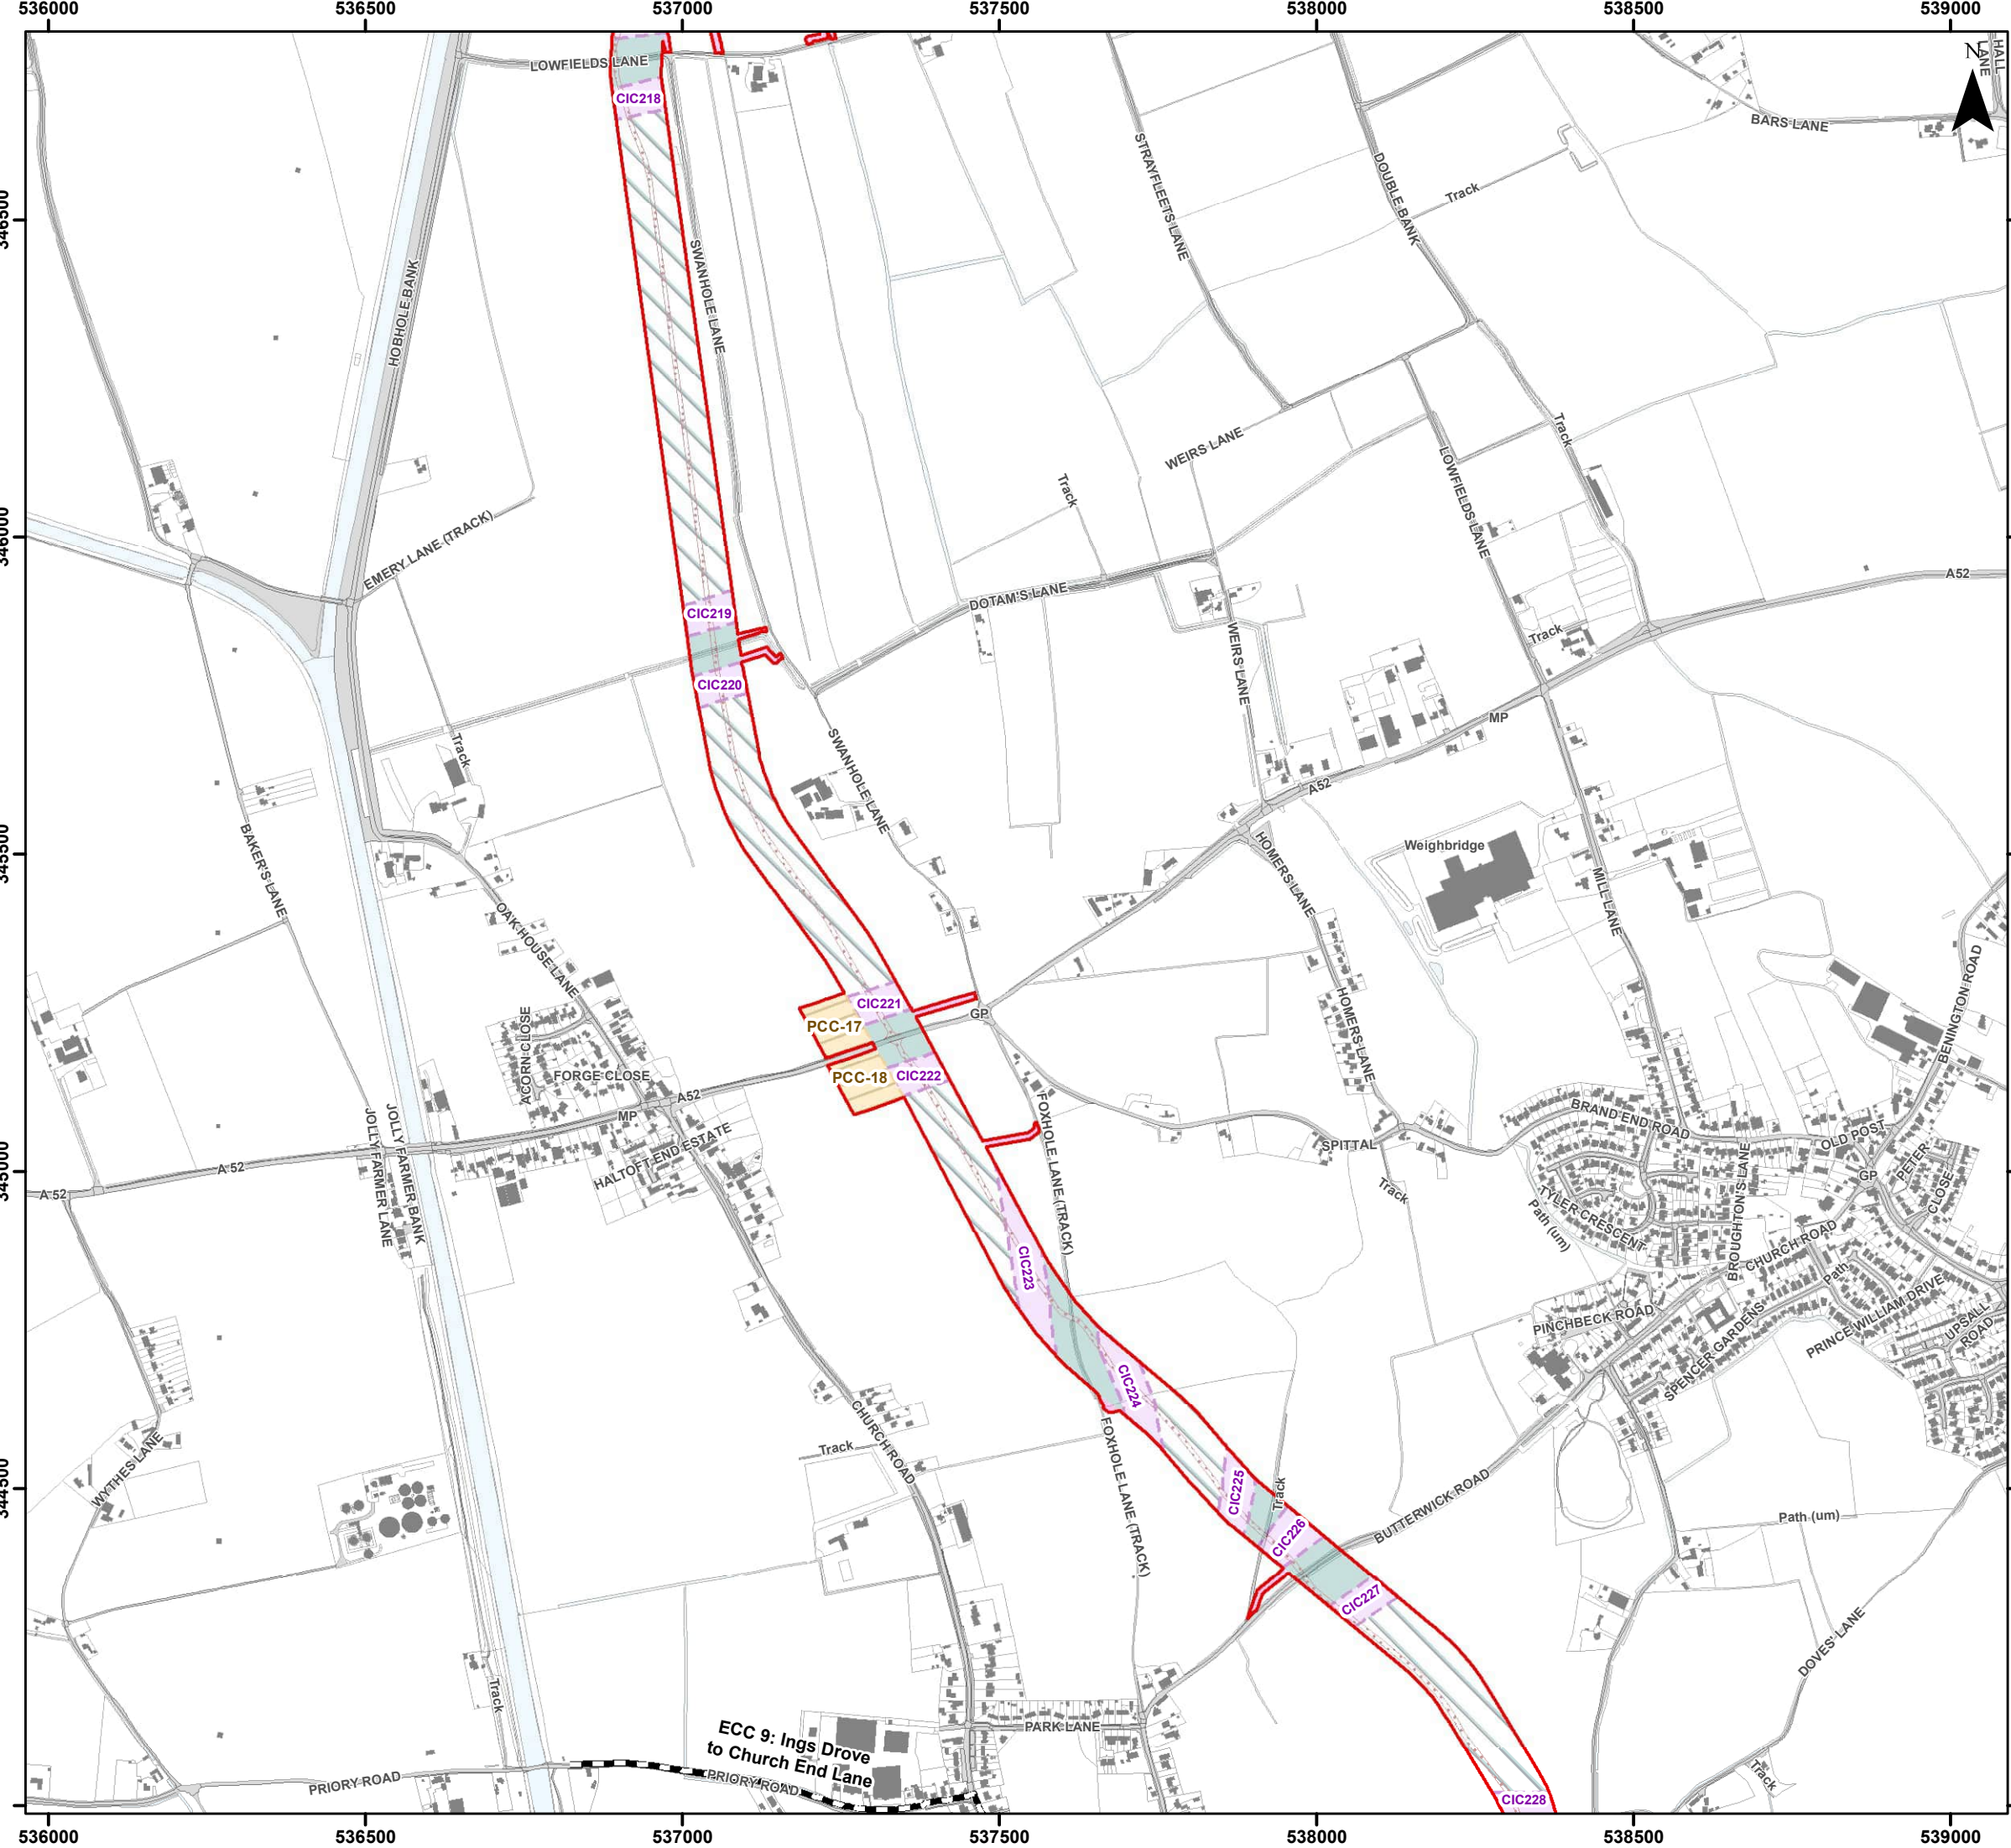 536000
536500
537000
537500
538000
538500
539000
N
HALL
LANE
LOWFIELDS LANE
CIC218
BARS LANE
STRAYFLEETS LANE
DOUBLE BANK
Track
346500
HOBHOLE BANK
SWANHOLE LANE
WEIRS LANE
Track
Track
LOWFIELDS LANE
346000
EMERY LANE (TRACK)
A52
DOTAM'S LANE
CIC219
WEIRS LANE
Track
CIC220
MP
Track
SWANHOLE LANE
A52
345500
BAKER'S LANE
HOMERS LANE
Weighbridge
MILL LANE
OAK HOUSE LANE
CIC221
PCC-17
GP
HOMERS LANE
BENINGTON ROAD
ACORN CLOSE
FORGE CLOSE
PCC-18
CIC222
A52
MP
JOLLY FARMER LANE
JOLLY FARMER BANK
HALTOFT END ESTATE
FOXHOLE LANE (TRACK)
SPITTAL
BRAND END ROAD
OLD POST
345000
A 52
A 52
Track
GP
PETER
CLOSE
TYLER CRESCENT
Path (um)
BROUGHTON'S LANE
CHURCH ROAD
CIC223
Path
PRINCE WILLIAM DRIVE
UPSALL
ROAD
PINCHBECK ROAD
SPENCER GARDENS
CIC224
CHURCH ROAD
WYTHES LANE
Track
FOXHOLE LANE (TRACK)
344500
CIC225
Track
BUTTERWICK ROAD
Path (um)
CIC226
CIC227
DOVES' LANE
Track
PARK LANE
ECC 9: Ings Drove
to Church End Lane
PRIORY ROAD
PRIORY ROAD
Track
CIC228
536000
536500
537000
537500
538000
538500
539000